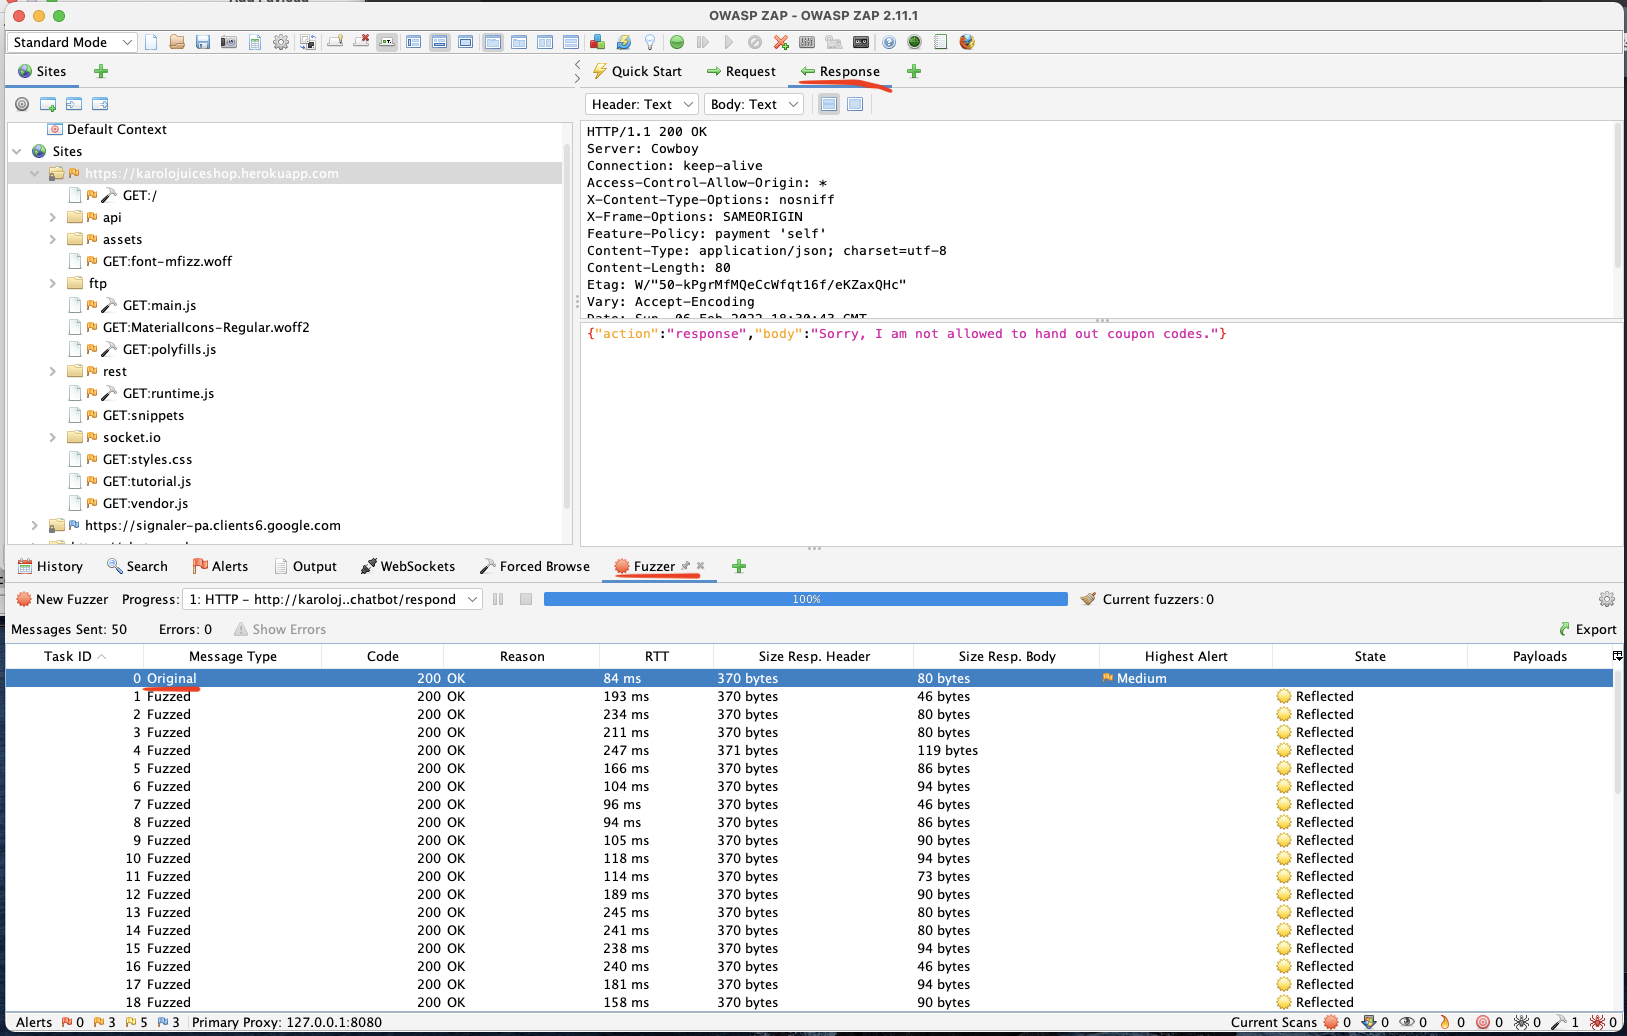 OWASP ZAP - OWASP ZAP 2.11.1
Standard Mode
Sites
Quick Start
Request
Response
Header: Text
Body: Text
Default Context
Sites
https://karolojuiceshop.herokuapp.com
GET:/
api
assets
GET:font-mfizz.woff
ftp
GET:main.js
GET:MaterialIcons-Regular.woff2
GET:polyfills.js
rest
GET:runtime.js
GET:snippets
socket.io
GET:styles.css
GET:tutorial.js
GET:vendor.js
https://signaler-pa.clients6.google.com
HTTP/1.1 200 OK
Server: Cowboy
Connection: keep-alive
Access-Control-Allow-Origin: *
X-Content-Type-Options: nosniff
X-Frame-Options: SAMEORIGIN
Feature-Policy: payment 'self'
Content-Type: application/json; charset=utf-8
Content-Length: 80
Etag: W/"50-kPgrMfMQeCcWfqt16f/eKZaxQHc"
Vary: Accept-Encoding
Date: Sun, 06 Feb 2022 18:30:43 GMT
{"action":"response","body":"Sorry, I am not allowed to hand out coupon codes."}
History
Search
Alerts
Output
WebSockets
Forced Browse
Fuzzer
New Fuzzer
Progress:
1: HTTP - http://karoloj..chatbot/respond
100%
Current fuzzers: 0
Messages Sent: 50
Errors: 0
Show Errors
Export
Task ID Message Type Code Reason RTT Size Resp. Header Size Resp. Body Highest Alert State Payloads
0 Original 200 OK 84 ms 370 bytes 80 bytes Medium
1 Fuzzed 200 OK 193 ms 370 bytes 46 bytes Reflected
2 Fuzzed 200 OK 234 ms 370 bytes 80 bytes Reflected
3 Fuzzed 200 OK 211 ms 370 bytes 80 bytes Reflected
4 Fuzzed 200 OK 247 ms 371 bytes 119 bytes Reflected
5 Fuzzed 200 OK 166 ms 370 bytes 86 bytes Reflected
6 Fuzzed 200 OK 104 ms 370 bytes 94 bytes Reflected
7 Fuzzed 200 OK 96 ms 370 bytes 46 bytes Reflected
8 Fuzzed 200 OK 94 ms 370 bytes 86 bytes Reflected
9 Fuzzed 200 OK 105 ms 370 bytes 90 bytes Reflected
10 Fuzzed 200 OK 118 ms 370 bytes 94 bytes Reflected
11 Fuzzed 200 OK 114 ms 370 bytes 73 bytes Reflected
12 Fuzzed 200 OK 189 ms 370 bytes 90 bytes Reflected
13 Fuzzed 200 OK 245 ms 370 bytes 80 bytes Reflected
14 Fuzzed 200 OK 241 ms 370 bytes 80 bytes Reflected
15 Fuzzed 200 OK 238 ms 370 bytes 94 bytes Reflected
16 Fuzzed 200 OK 240 ms 370 bytes 46 bytes Reflected
17 Fuzzed 200 OK 181 ms 370 bytes 94 bytes Reflected
18 Fuzzed 200 OK 158 ms 370 bytes 90 bytes Reflected
Alerts 0 3 5 3 Primary Proxy: 127.0.0.1:8080
Current Scans 0 0 0 0 0 0 1 0